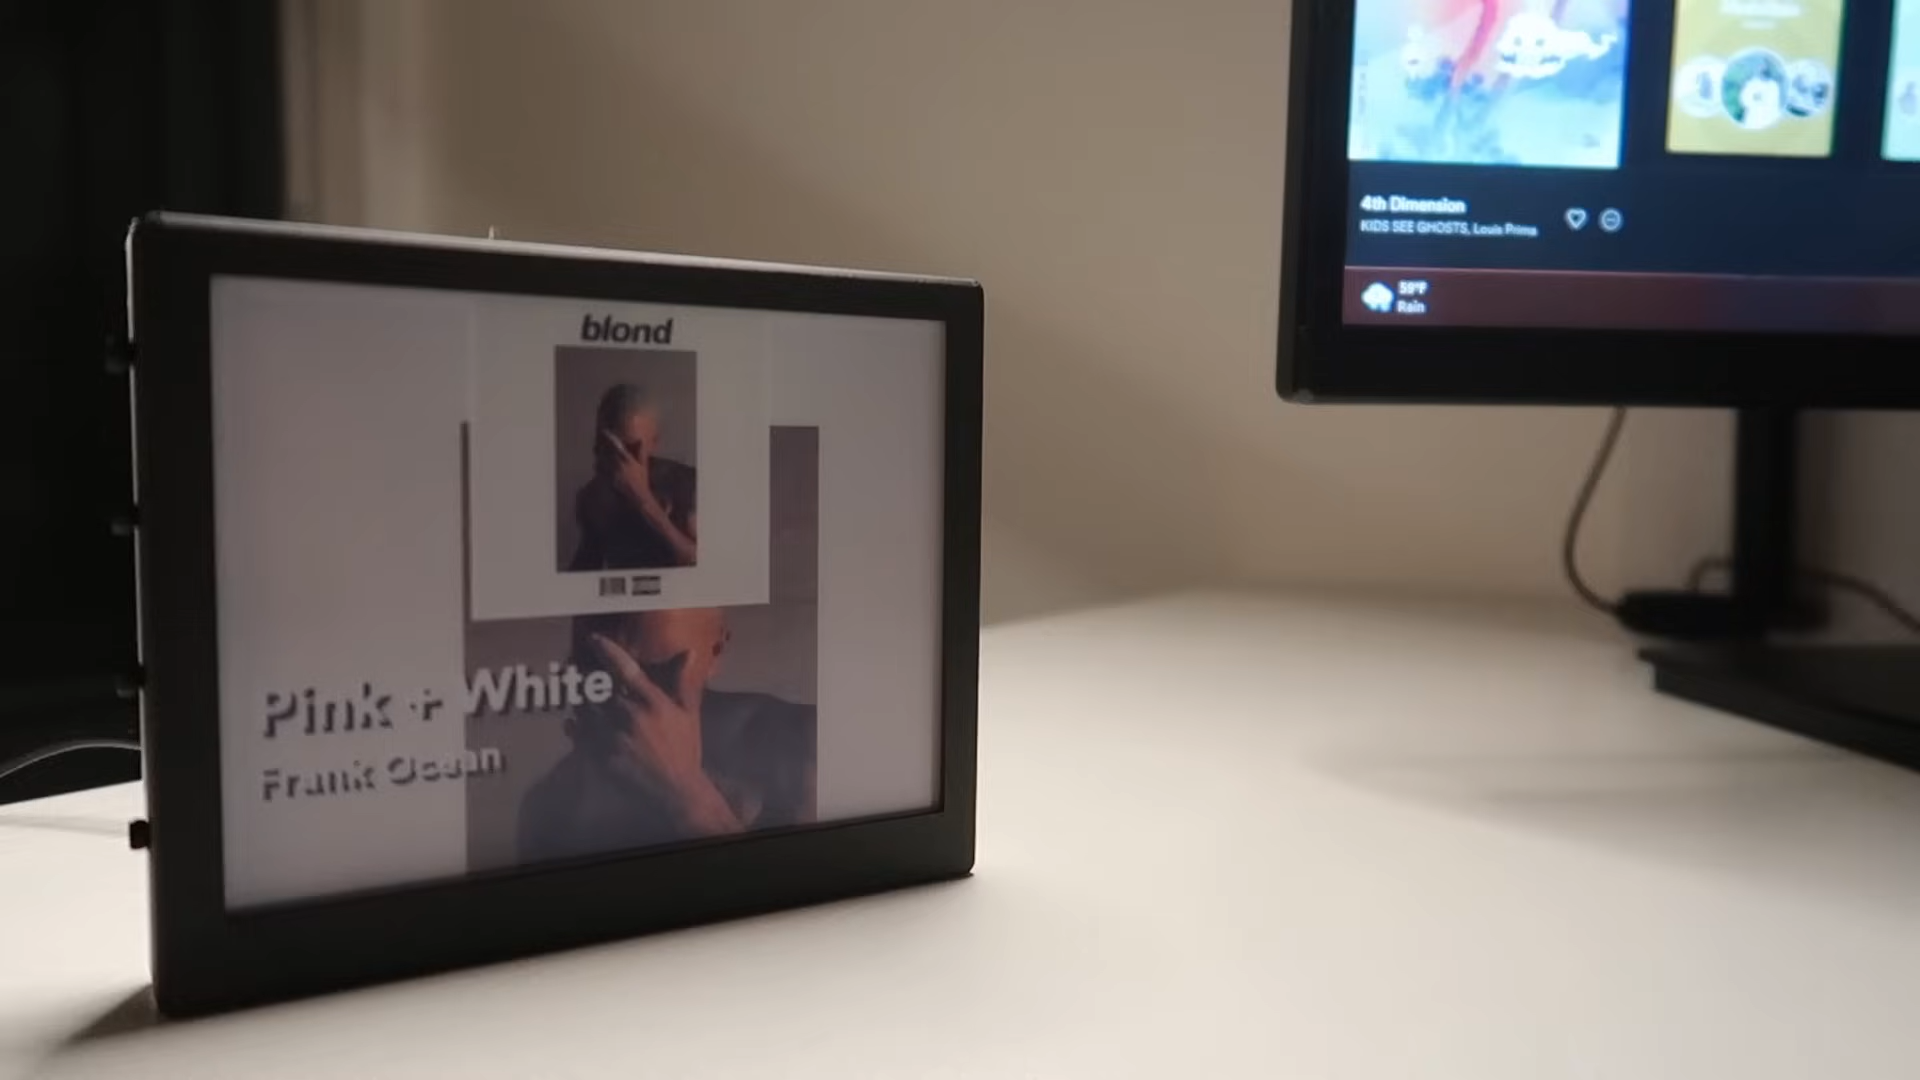 blond
Pink + White
Frank Ocean
4th Dimension
KIDS SEE GHOSTS, Louis Prima
59°F
Rain